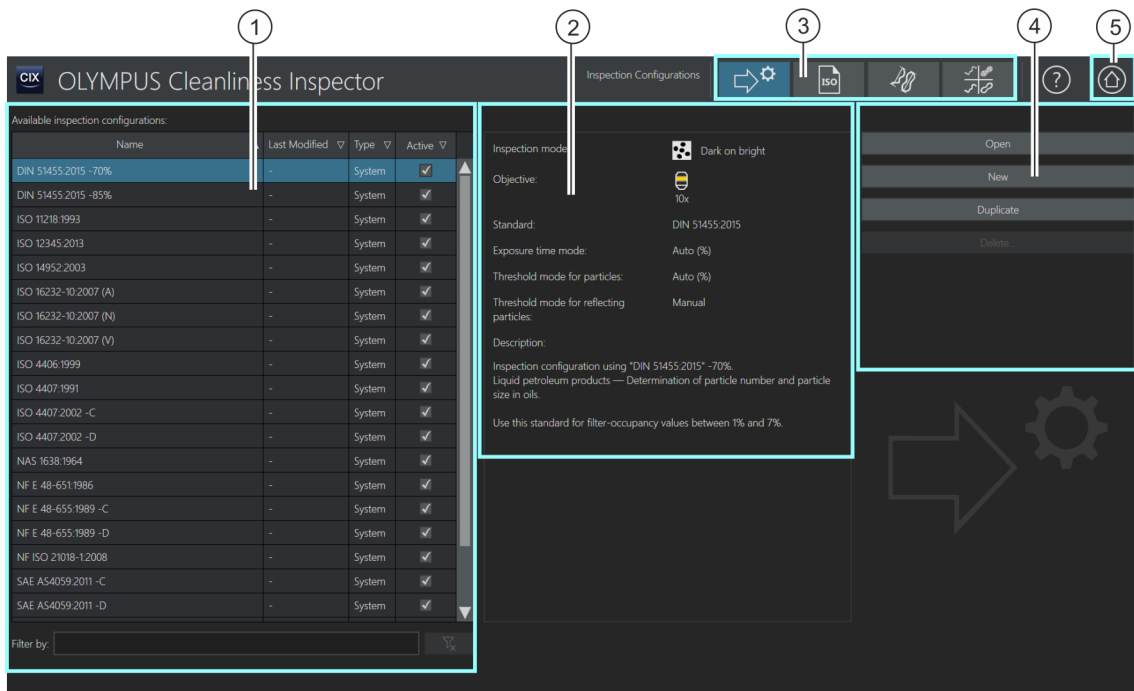 1
2
3
4
5
CIX
OLYMPUS Cleanliness Inspector
Inspection Configurations
ISO
?
Available inspection configurations:
Name Last Modified Type Active
DIN 51455:2015 -70% - System
DIN 51455:2015 -85% - System
ISO 11218:1993 - System
ISO 12345:2013 - System
ISO 14952:2003 - System
ISO 16232-10:2007 (A) - System
ISO 16232-10:2007 (N) - System
ISO 16232-10:2007 (V) - System
ISO 4406:1999 - System
ISO 4407:1991 - System
ISO 4407:2002 -C - System
ISO 4407:2002 -D - System
NAS 1638:1964 - System
NF E 48-651:1986 - System
NF E 48-655:1989 -C - System
NF E 48-655:1989 -D - System
NF ISO 21018-1:2008 - System
SAE AS4059:2011 -C - System
SAE AS4059:2011 -D - System
Filter by:
Inspection mode Dark on bright
Objective:
10x
Standard: DIN 51455:2015
Exposure time mode: Auto (%)
Threshold mode for particles: Auto (%)
Threshold mode for reflecting Manual
particles:
Description:
Inspection configuration using "DIN 51455:2015" -70%.
Liquid petroleum products — Determination of particle number and particle
size in oils.
Use this standard for filter-occupancy values between 1% and 7%.
Open
New
Duplicate
Delete...